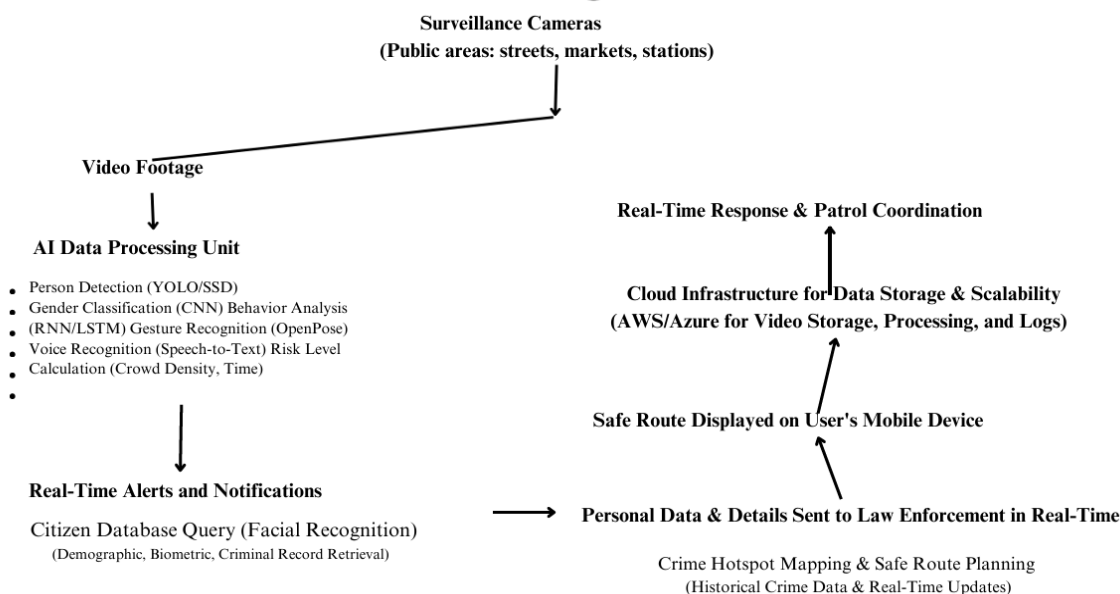 Surveillance Cameras
(Public areas: streets, markets, stations)
Video Footage
AI Data Processing Unit
Person Detection (YOLO/SSD)
Gender Classification (CNN) Behavior Analysis
(RNN/LSTM) Gesture Recognition (OpenPose)
Voice Recognition (Speech-to-Text) Risk Level
Calculation (Crowd Density, Time)
Real-Time Alerts and Notifications
Citizen Database Query (Facial Recognition)
(Demographic, Biometric, Criminal Record Retrieval)
Personal Data & Details Sent to Law Enforcement in Real-Time
Crime Hotspot Mapping & Safe Route Planning
(Historical Crime Data & Real-Time Updates)
Safe Route Displayed on User's Mobile Device
Cloud Infrastructure for Data Storage & Scalability
(AWS/Azure for Video Storage, Processing, and Logs)
Real-Time Response & Patrol Coordination